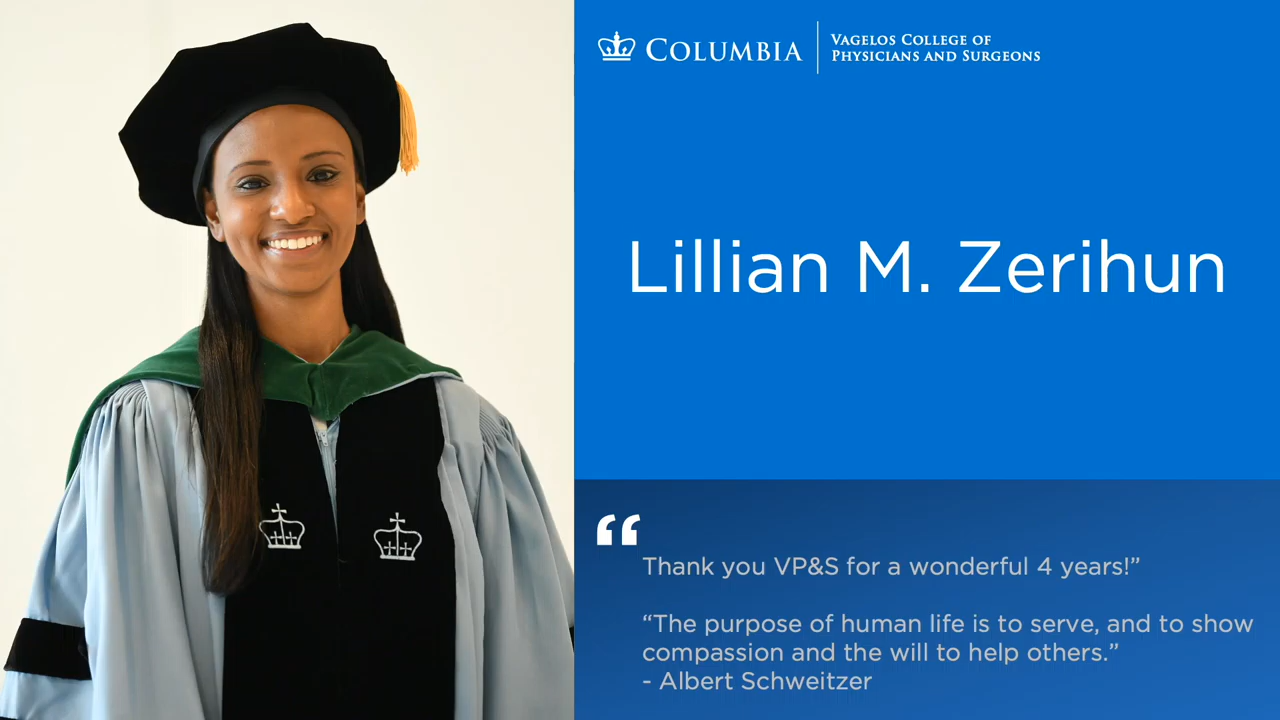 COLUMBIA
VAGELOS COLLEGE OF
PHYSICIANS AND SURGEONS
Lillian M. Zerihun
“
Thank you VP&S for a wonderful 4 years!”
“The purpose of human life is to serve, and to show
compassion and the will to help others.”
- Albert Schweitzer